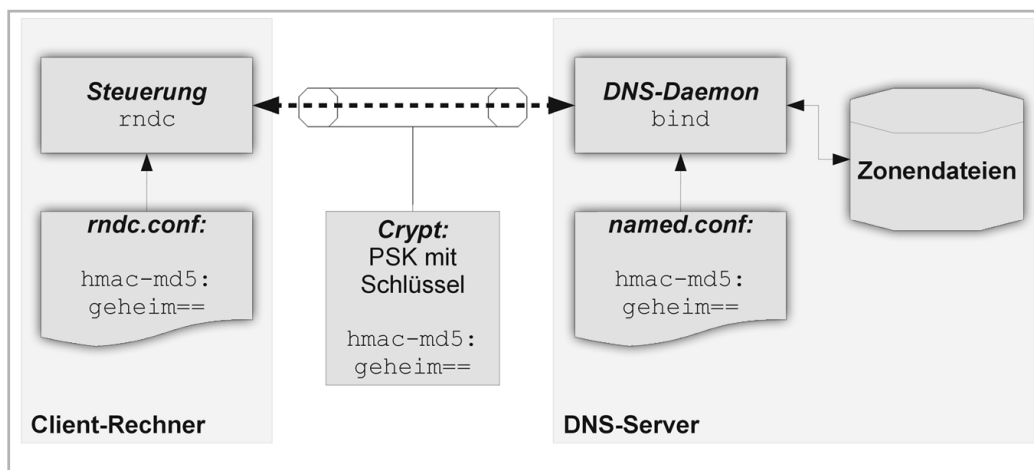 Steuerung
rndc
rndc.conf:
hmac-md5:
geheim==
Client-Rechner
Crypt:
PSK mit
Schlüssel
hmac-md5:
geheim==
DNS-Daemon
bind
named.conf:
hmac-md5:
geheim==
Zonendateien
DNS-Server